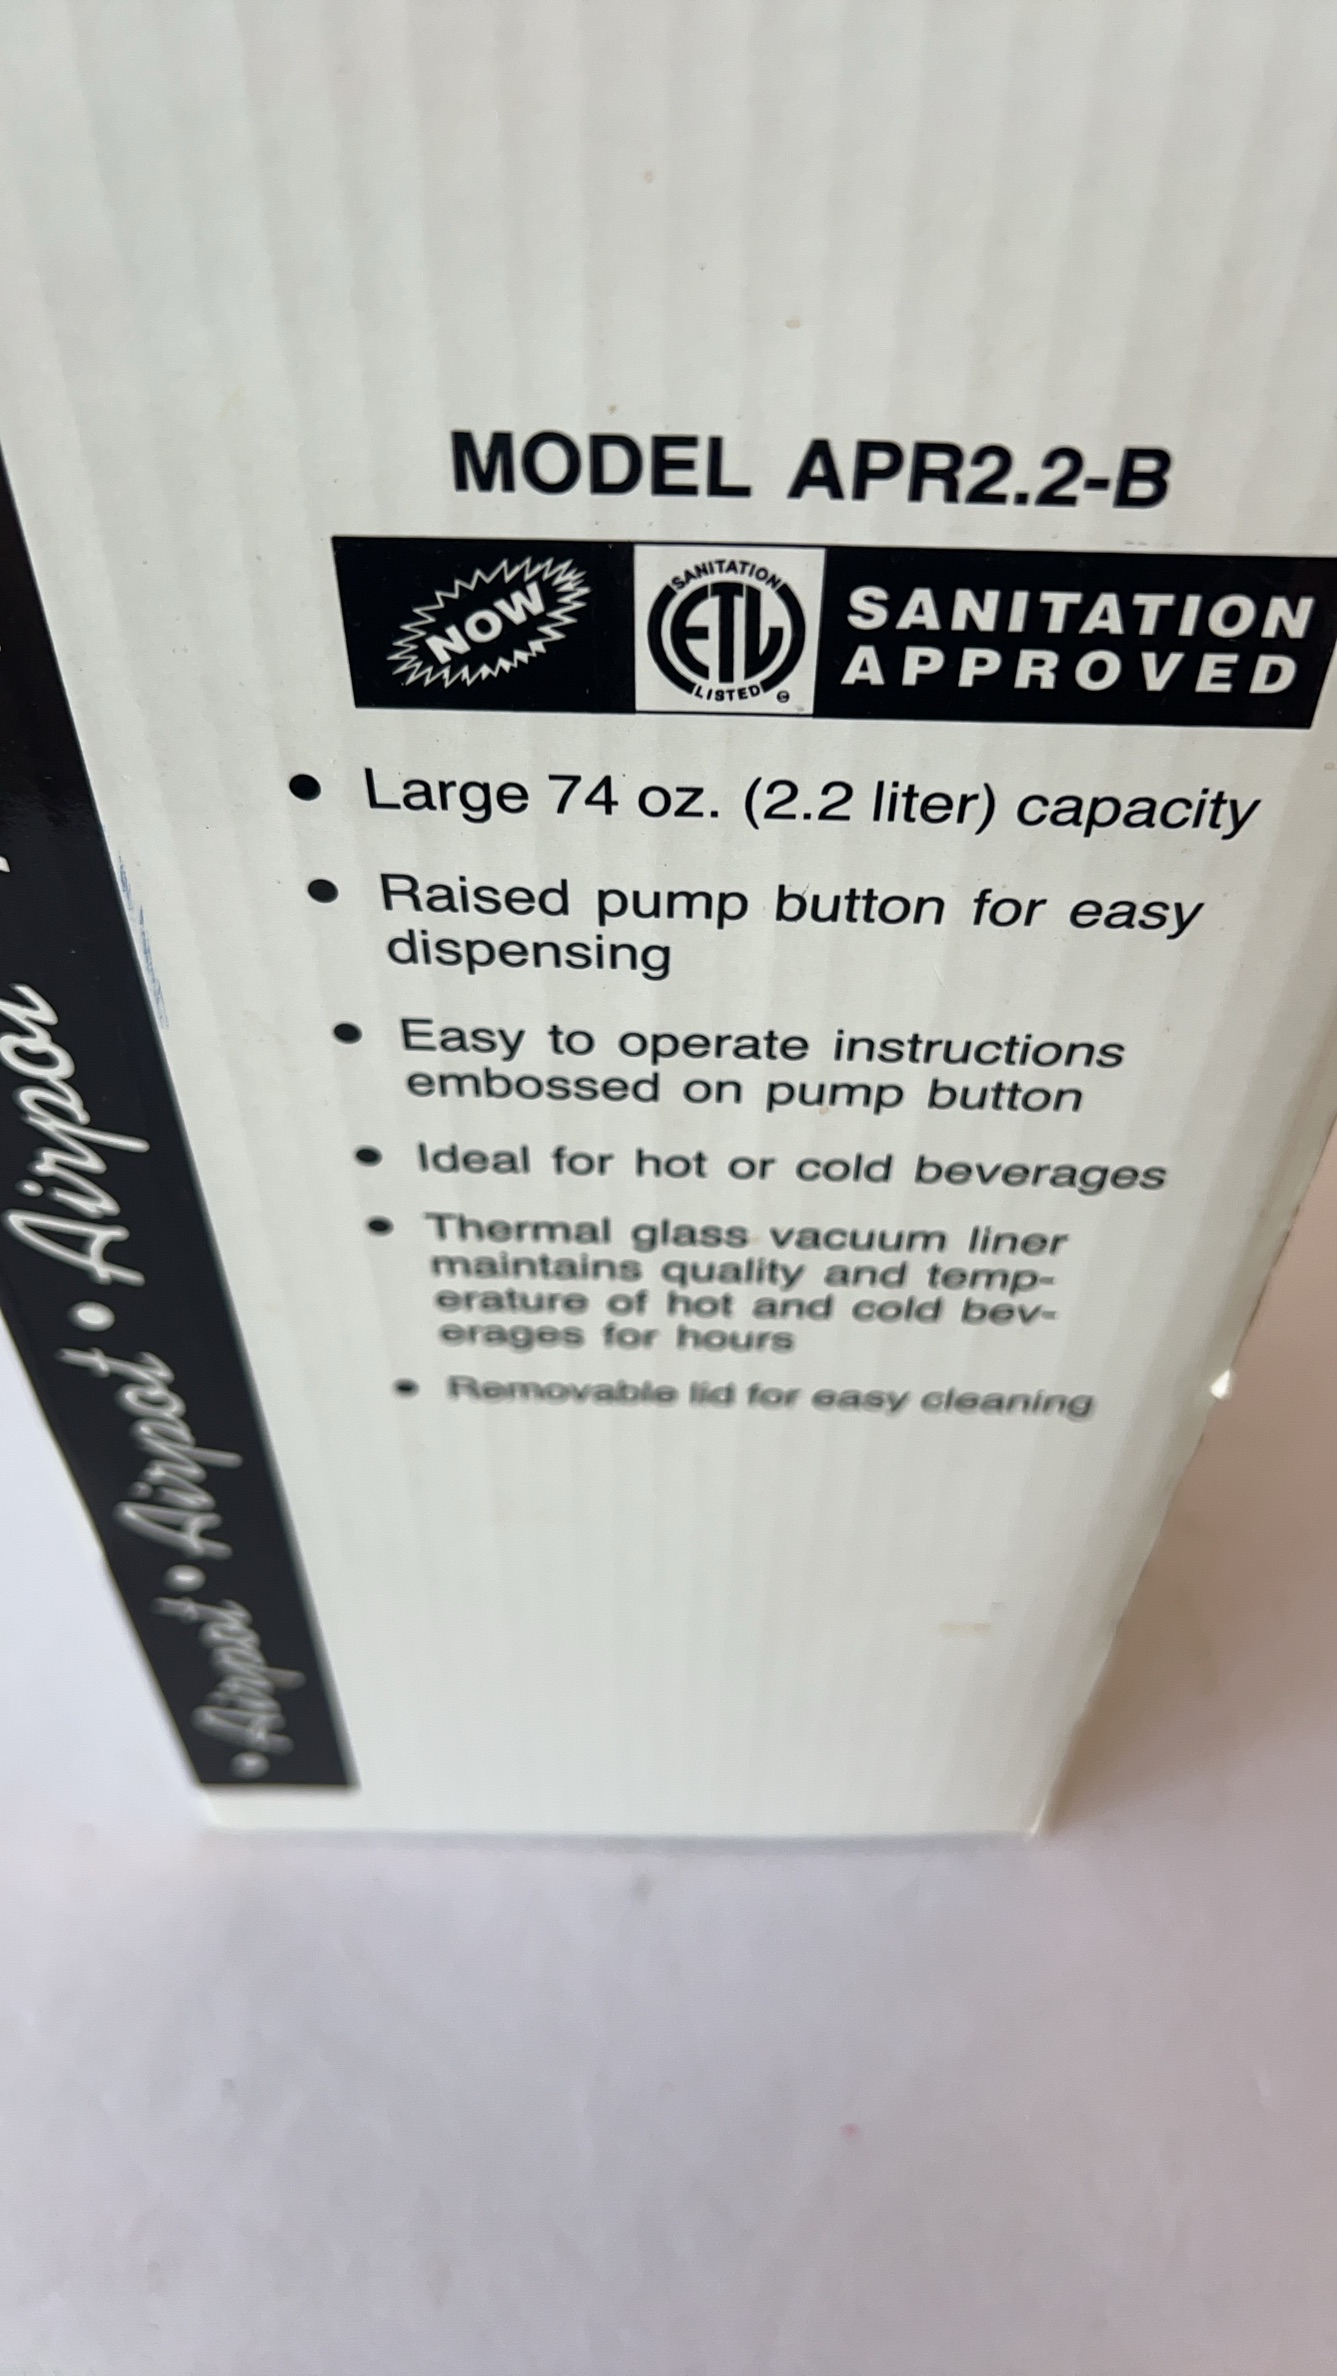 MODEL APR2.2-B
NOW
SANITATION
ETL
LISTED
SANITATION
APPROVED
• Large 74 oz. (2.2 liter) capacity
• Raised pump button for easy
dispensing
• Easy to operate instructions
embossed on pump button
• Ideal for hot or cold beverages
• Thermal glass vacuum liner
maintains quality and temp-
erature of hot and cold bev-
erages for hours
• Removable lid for easy cleaning
• Airpot • Airpot • Airpot